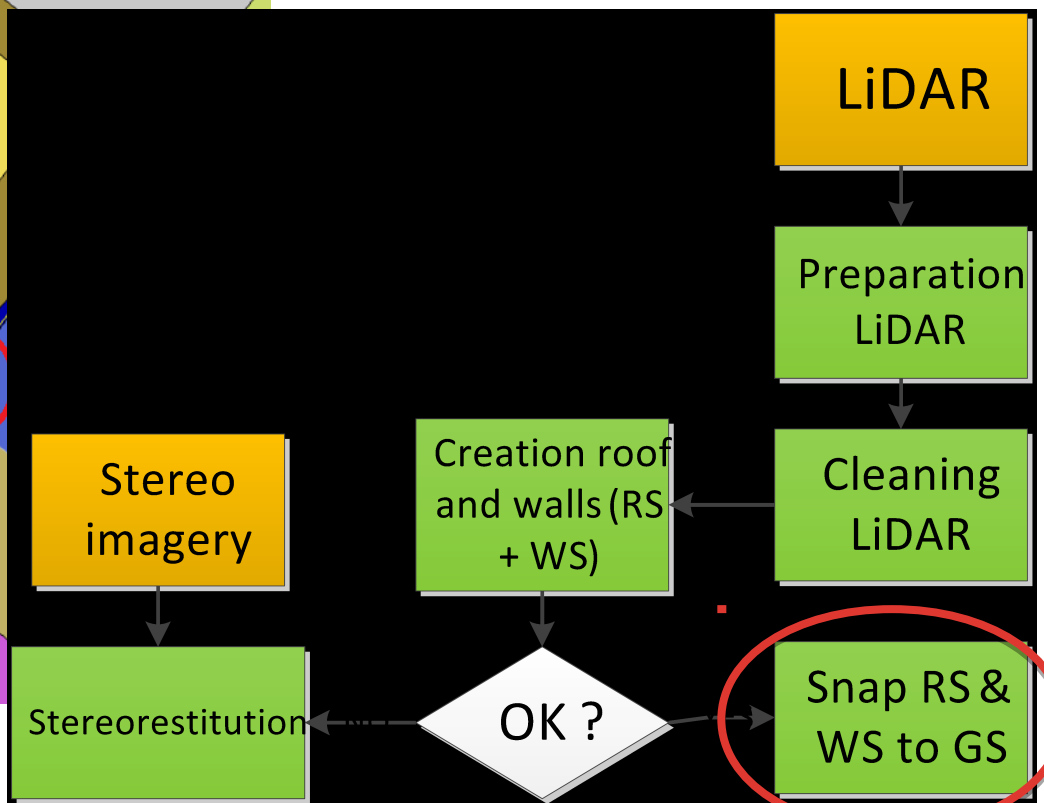 LiDAR
Preparation
LiDAR
Cleaning
LiDAR
Creation roof
and walls (RS
+ WS)
Stereo
imagery
Stereorestitution
OK ?
Snap RS &
WS to GS